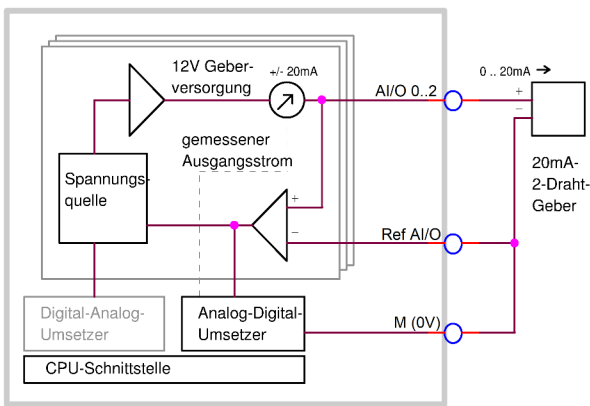 12V Geber-
versorgung
+/- 20mA
AI/O 0..2
0 .. 20mA
+
−
gemessener
Ausgangsstrom
20mA-
2-Draht-
Geber
Spannungs-
quelle
+
−
Ref AI/O
Digital-Analog-
Umsetzer
Analog-Digital-
Umsetzer
M (0V)
CPU-Schnittstelle